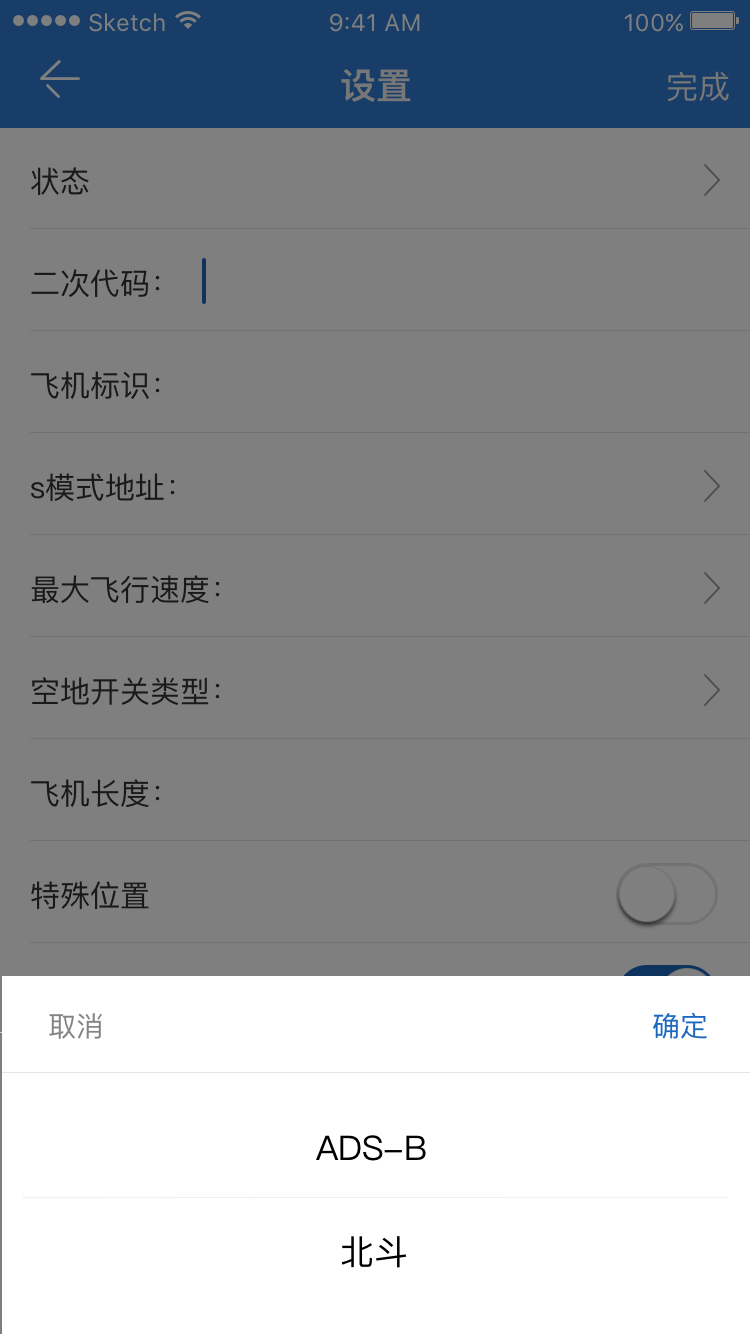 Sketch 9:41 AM 100%
设置 完成
状态
二次代码：
飞机标识：
s模式地址：
最大飞行速度：
空地开关类型：
飞机长度：
特殊位置
取消 确定
ADS-B
北斗